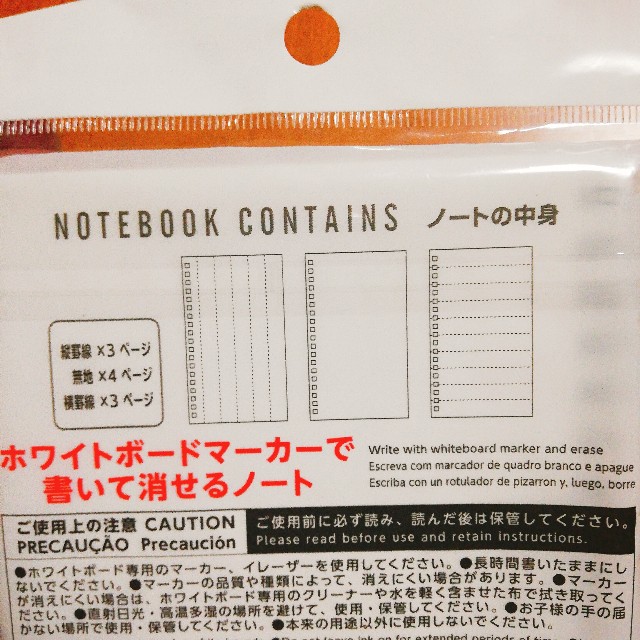 NOTEBOOK CONTAINS ノートの中身
縦罫線 ×3 ページ
無地 ×4 ページ
横罫線 ×3 ページ
ホワイトボードマーカーで
書いて消せるノート
Write with whiteboard marker and erase
Escreva com marcador de quadro branco e apague
Escriba con un rotulador de pizarron y, luego, borre
ご使用上の注意 CAUTION
PRECAUÇÃO Precaución
ご使用前に必ず読み、読んだ後は保管してください。
Please read before use and retain instructions.
●ホワイトボード専用のマーカー、イレーザーを使用してください。●長時間書いたままにし
ないでください。●マーカーの品質や種類によって、消えにくい場合があります。●マーカー
が消えにくい場合は、ホワイトボード専用のクリーナーや水を軽く含ませた布で拭き取ってく
ださい。●直射日光・高温多湿の場所を避けて、使用・保管してください。●お子様の手の届
かない場所で使用・保管してください。●本来の用途以外に使用しないでください。
●Do not leave ink on for extended periods of